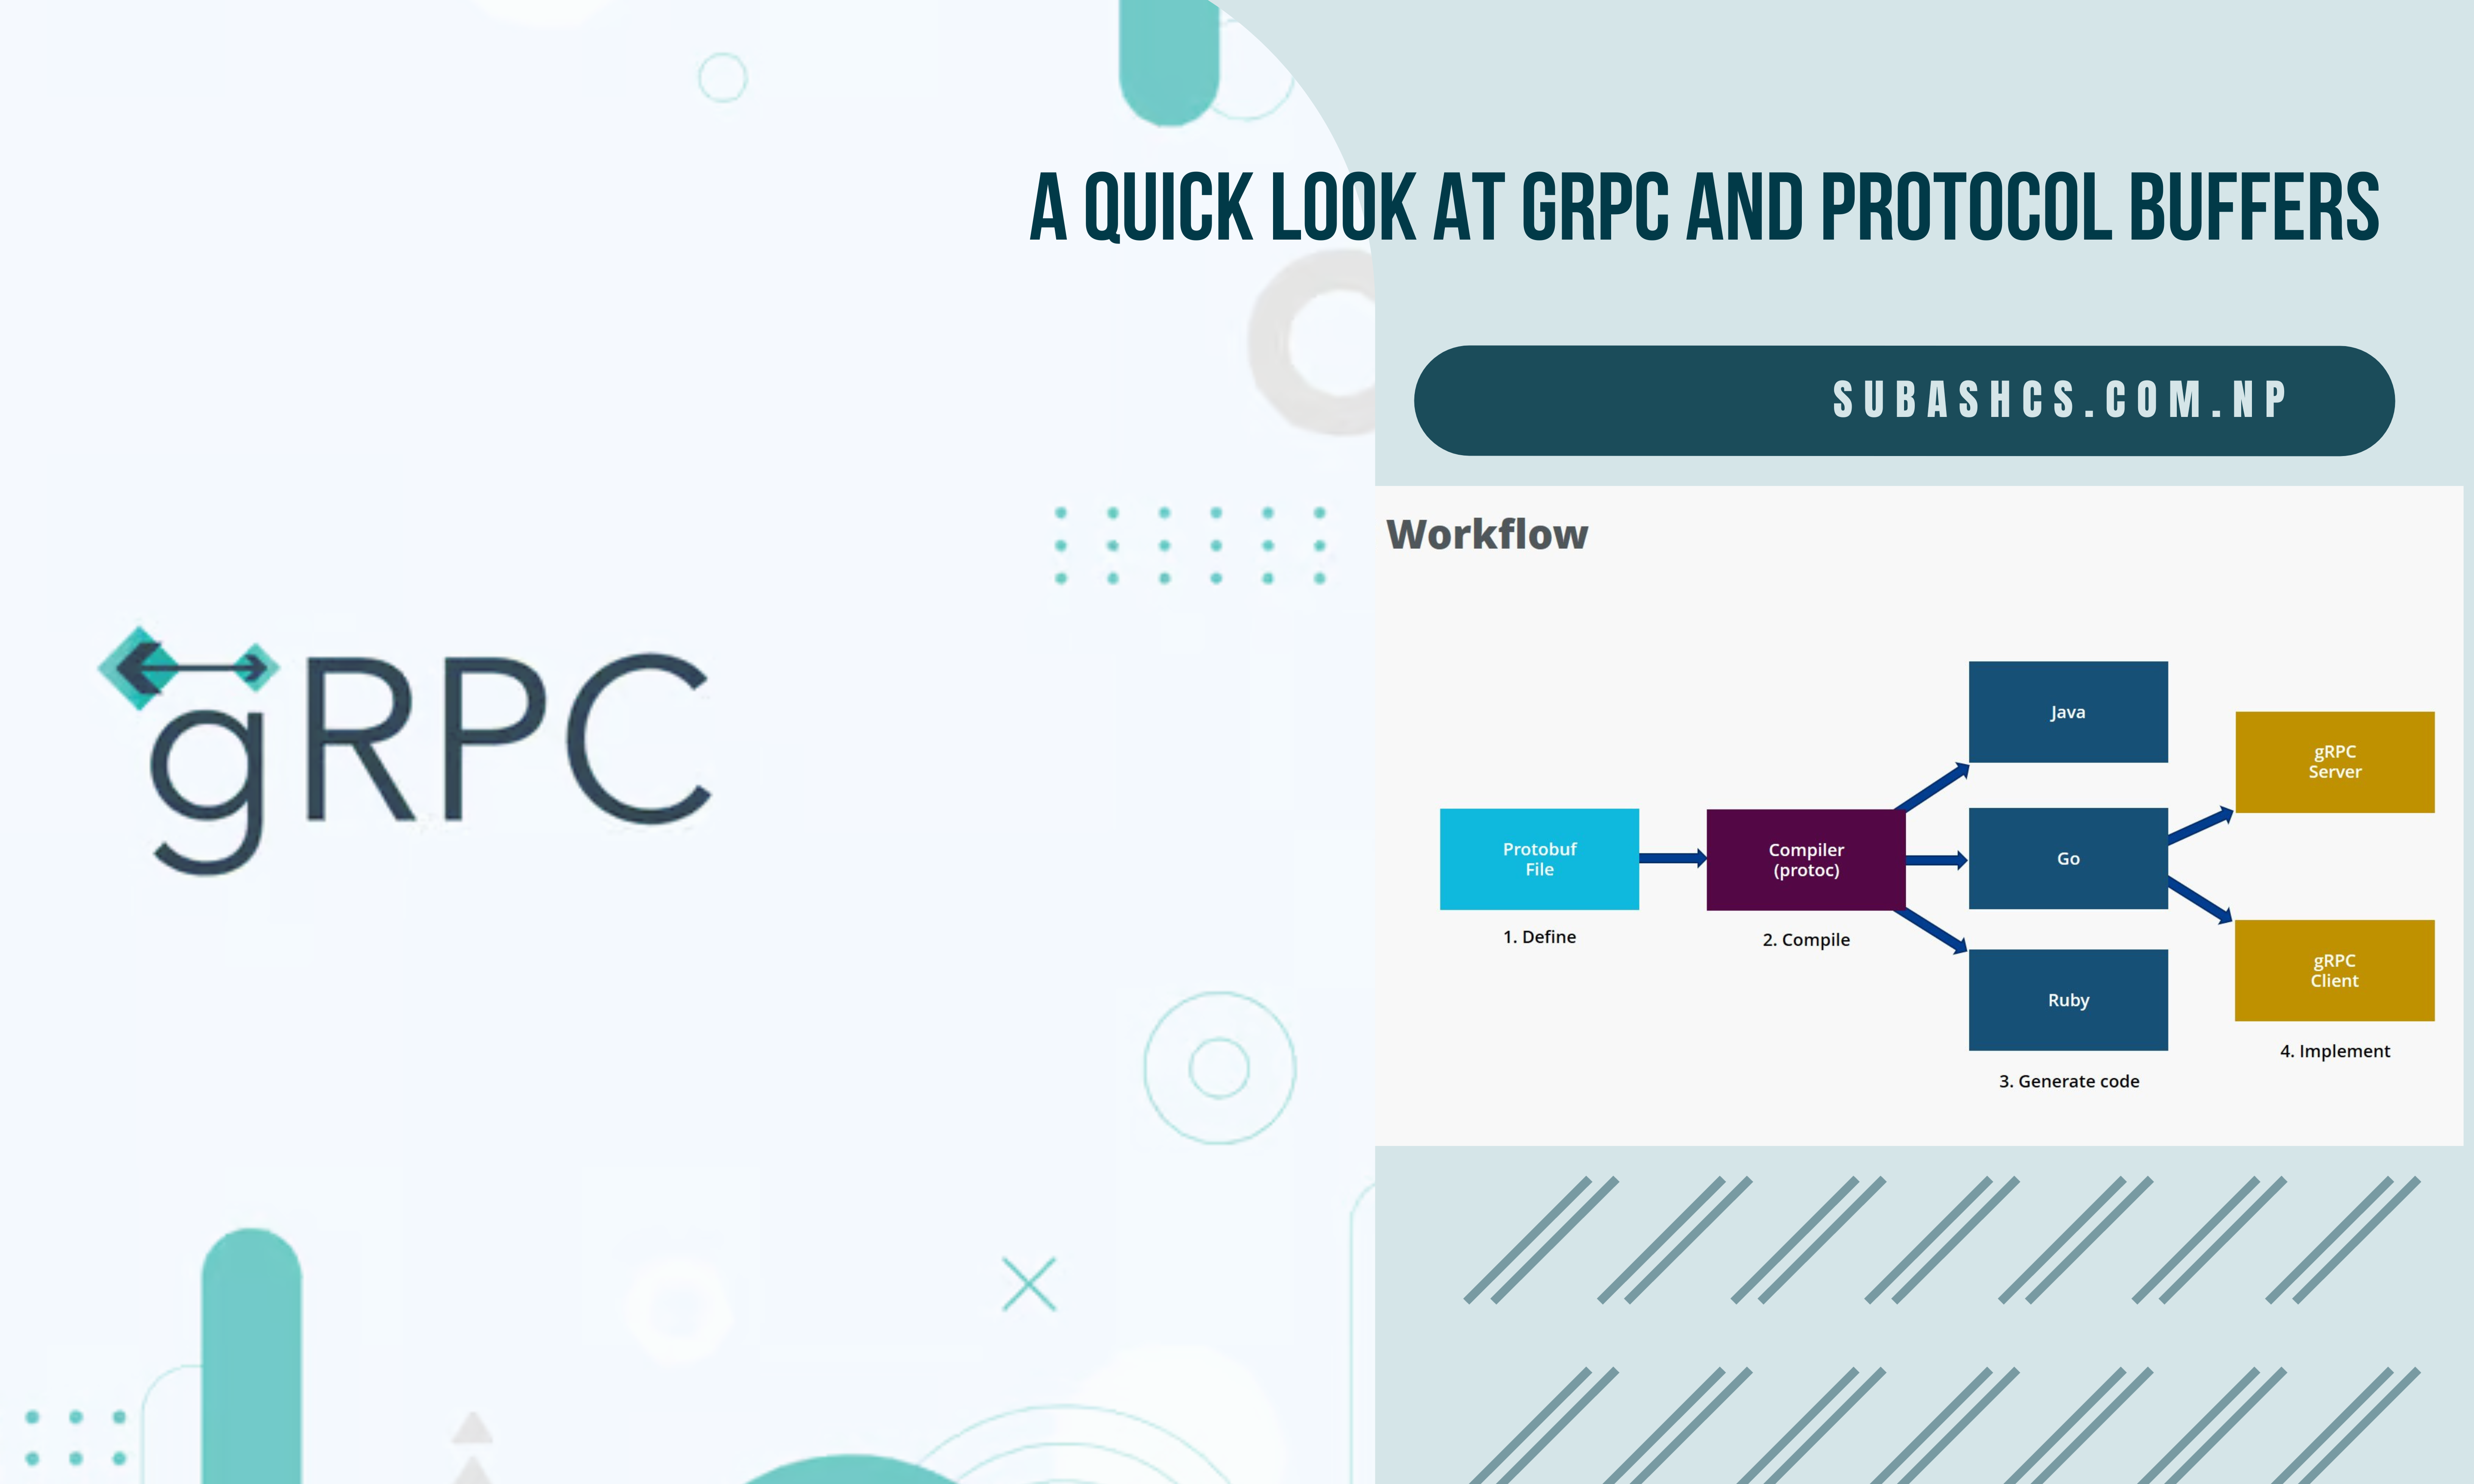 A QUICK LOOK AT GRPC AND PROTOCOL BUFFERS
SUBASHCS.COM.NP
gRPC
Workflow
Protobuf
File
1. Define
Compiler
(protoc)
2. Compile
Java
Go
Ruby
3. Generate code
gRPC
Server
gRPC
Client
4. Implement